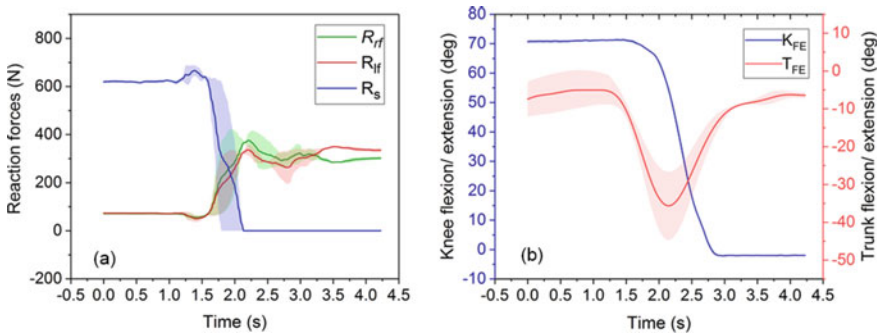 Reaction forces (N)
800
600
400
200
0
-200
-0.5 0.0 0.5 1.0 1.5 2.0 2.5 3.0 3.5 4.0 4.5
Time (s)
R_rf
R_lf
R_s
(a)
Knee flexion/ extension (deg)
80
70
60
50
40
30
20
10
0
-10
-0.5 0.0 0.5 1.0 1.5 2.0 2.5 3.0 3.5 4.0 4.5
Time (s)
K_FE
T_FE
(b)
10
0
-10
-20
-30
-40
-50
Trunk flexion/ extension (deg)